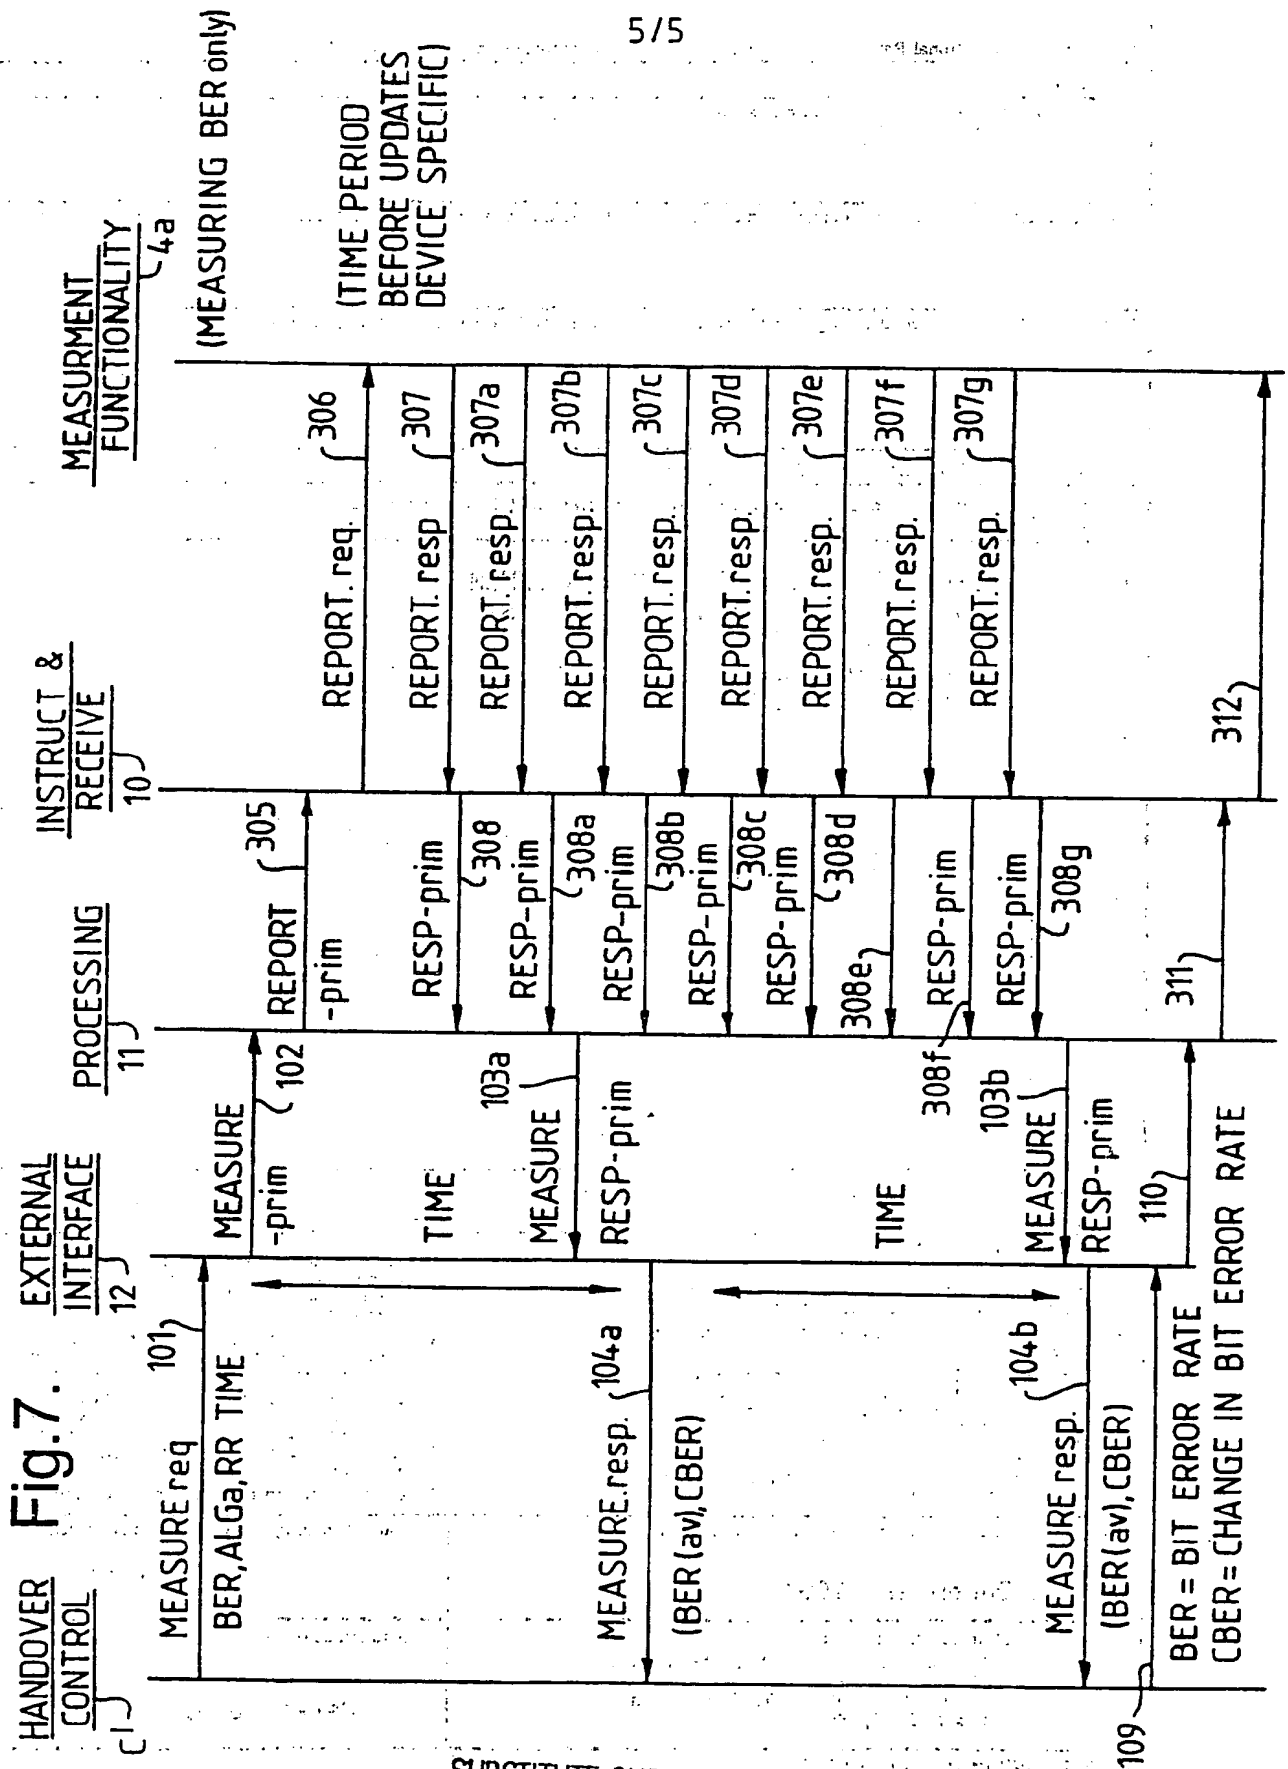 5/5
Fig.7.
HANDOVER
CONTROL
C1
EXTERNAL
INTERFACE
12
PROCESSING
11
INSTRUCT &
RECEIVE
10
MEASURMENT
FUNCTIONALITY
4a
(MEASURING BER only)
(TIME PERIOD
BEFORE UPDATES
DEVICE SPECIFIC)
MEASURE req
101
BER,ALGa,RR TIME
MEASURE
-prim
102
REPORT
-prim
305
REPORT.req.
306
REPORT.resp
307
REPORT.resp.
307a
REPORT.resp.
307b
REPORT.resp.
307c
REPORT.resp.
307d
REPORT.resp.
307e
REPORT.resp.
307f
REPORT.resp.
307g
RESP-prim
308
RESP-prim
308a
RESP-prim
308b
RESP-prim
308c
RESP-prim
308d
308e
RESP-prim
308f
RESP-prim
308g
TIME
MEASURE
103a
RESP-prim
MEASURE.resp.
104a
(BER(av),CBER)
TIME
MEASURE
103b
RESP-prim
MEASURE resp.
104b
(BER(av),CBER)
109
110
311
312
BER = BIT ERROR RATE
CBER = CHANGE IN BIT ERROR RATE